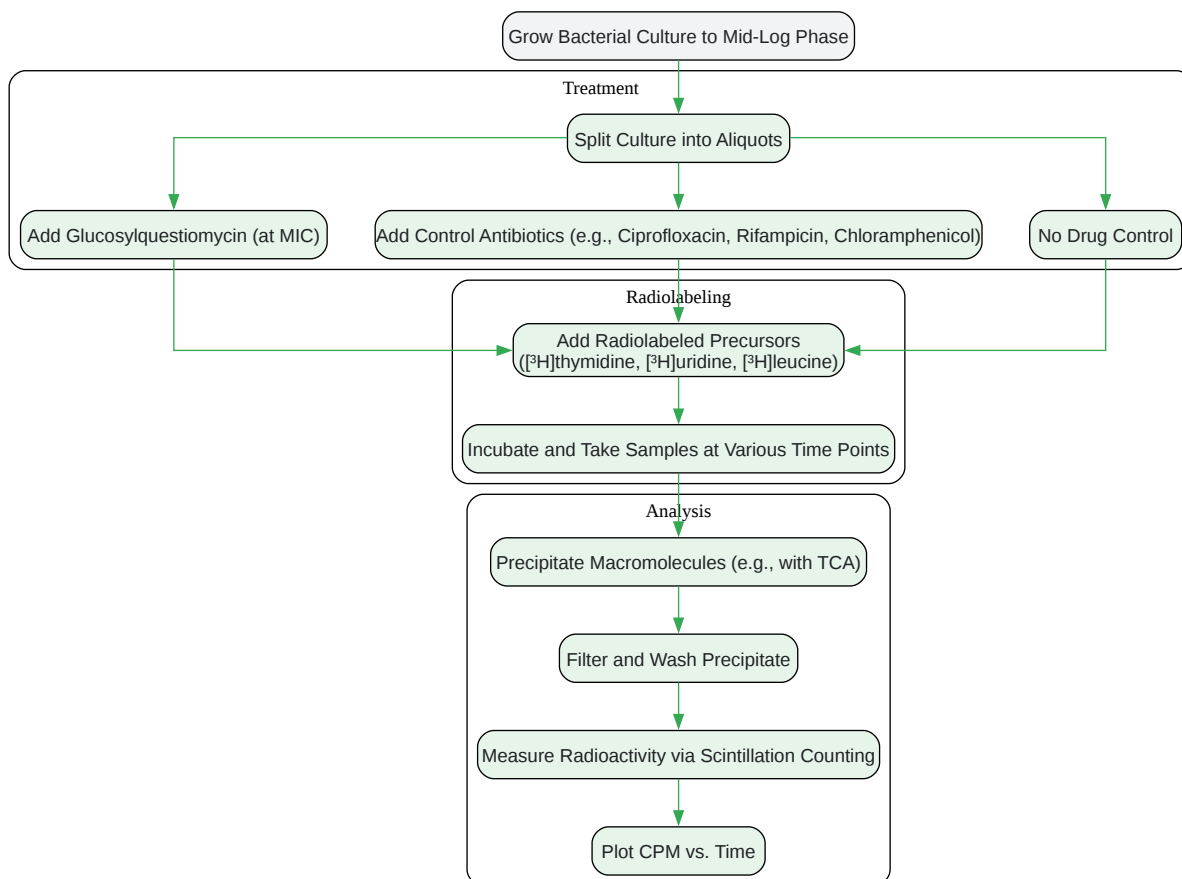 Grow Bacterial Culture to Mid-Log Phase
Treatment
Split Culture into Aliquots
Add Glucosylquestiomycin (at MIC)
Add Control Antibiotics (e.g., Ciprofloxacin, Rifampicin, Chloramphenicol)
No Drug Control
Radiolabeling
Add Radiolabeled Precursors
([³H]thymidine, [³H]uridine, [³H]leucine)
Incubate and Take Samples at Various Time Points
Analysis
Precipitate Macromolecules (e.g., with TCA)
Filter and Wash Precipitate
Measure Radioactivity via Scintillation Counting
Plot CPM vs. Time